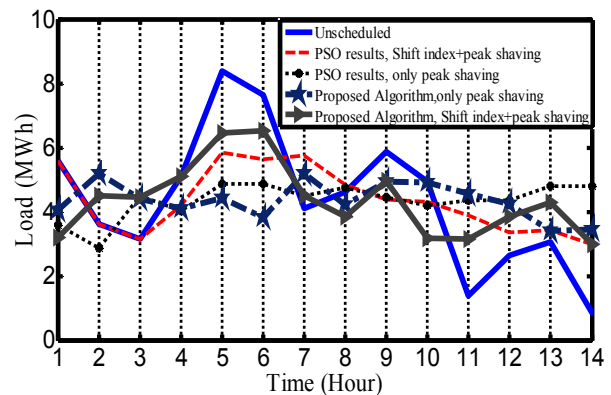 10
8
6
4
2
0
Load (MWh)
Unscheduled
PSO results, Shift index+peak shaving
PSO results, only peak shaving
Proposed Algorithm,only peak shaving
Proposed Algorithm, Shift index+peak shaving
1 2 3 4 5 6 7 8 9 10 11 12 13 14
Time (Hour)